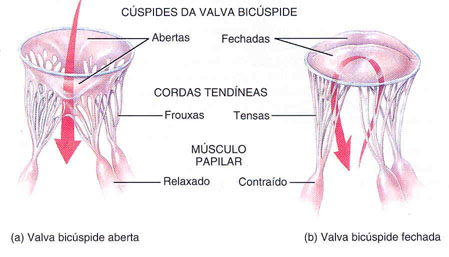 CÚSPIDES DA VALVA BICÚSPIDE
Abertas
Fechadas
CORDAS TENDÍNEAS
Frouxas
Tensas
MÚSCULO
PAPILAR
Relaxado
Contraído
(a) Valva bicúspide aberta
(b) Valva bicúspide fechada